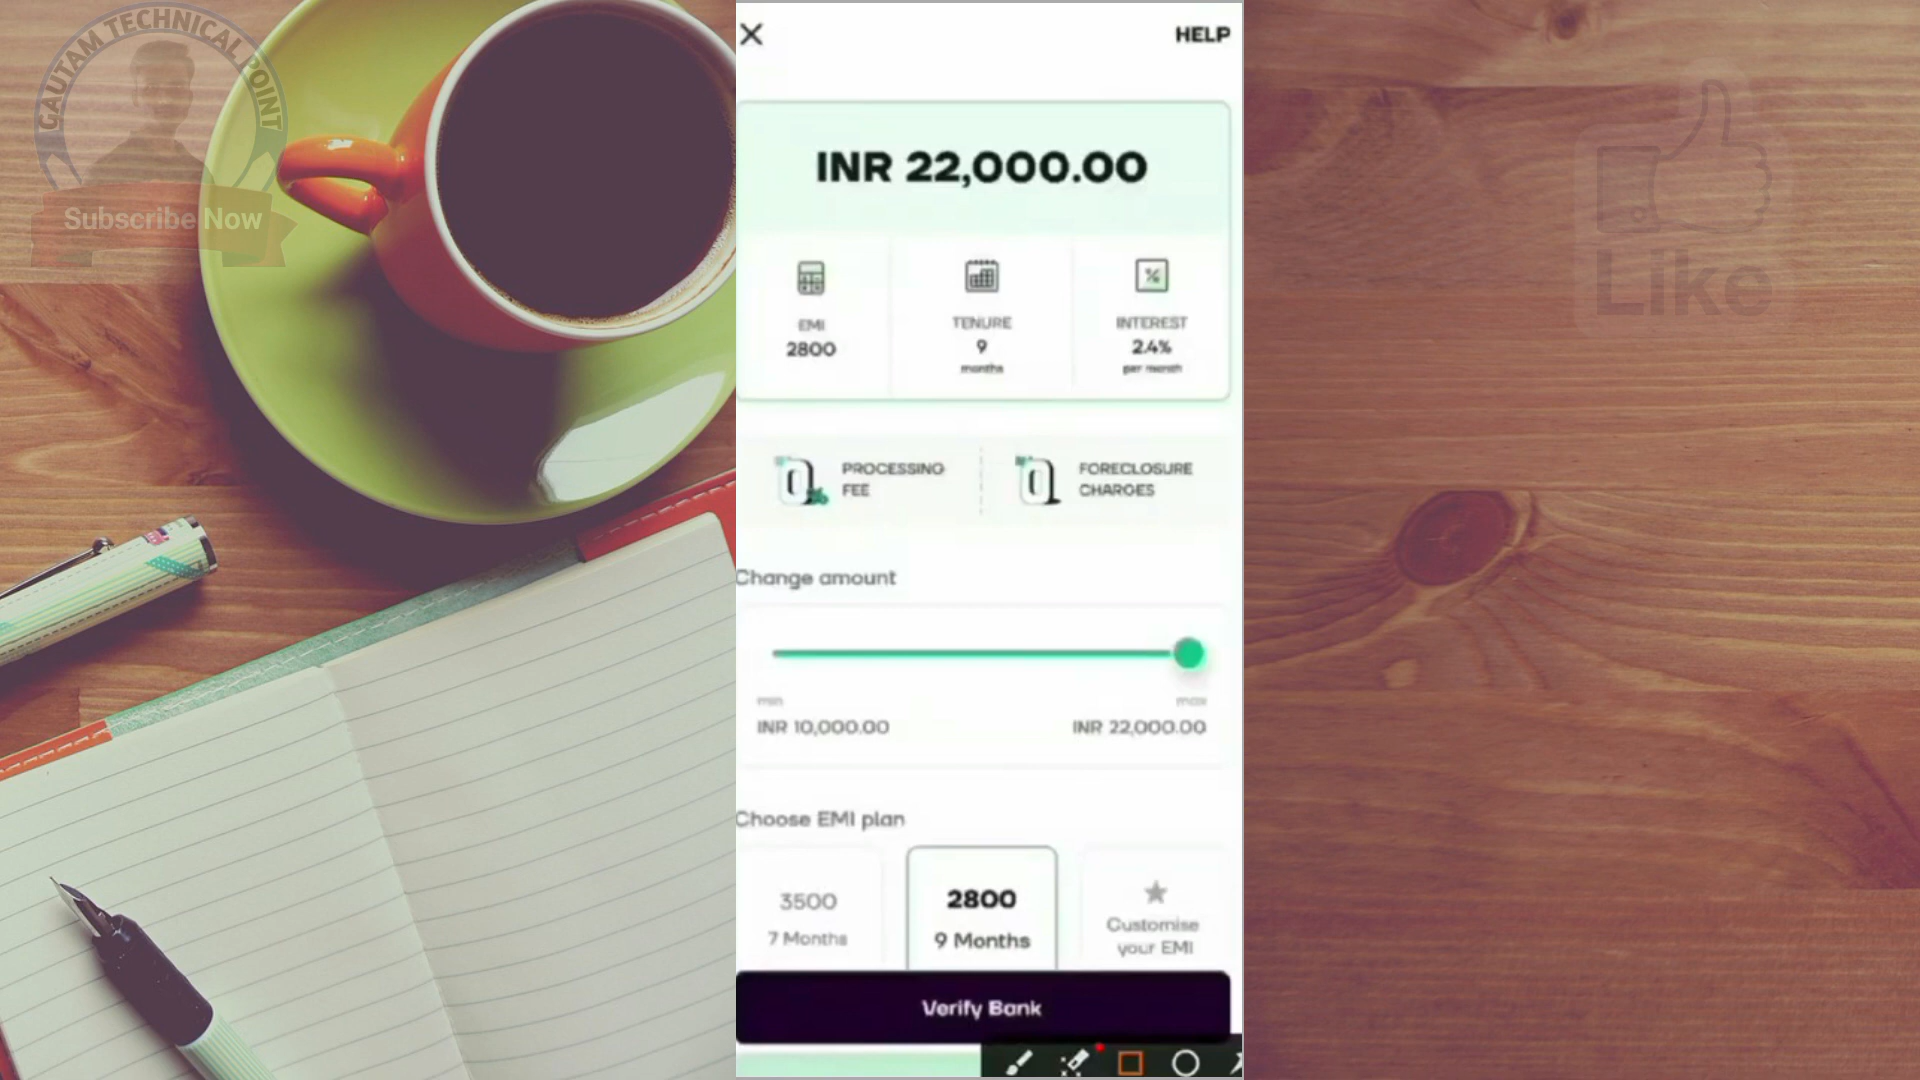 GAUTAM TECHNICAL POINT
Subscribe Now
Like
HELP
INR 22,000.00
EMI
2800
TENURE
9
months
INTEREST
2.4%
per month
0 PROCESSING
FEE
0 FORECLOSURE
CHARGES
Change amount
min
max
INR 10,000.00
INR 22,000.00
Choose EMI plan
3500
7 Months
2800
9 Months
Customise
your EMI
Verify Bank